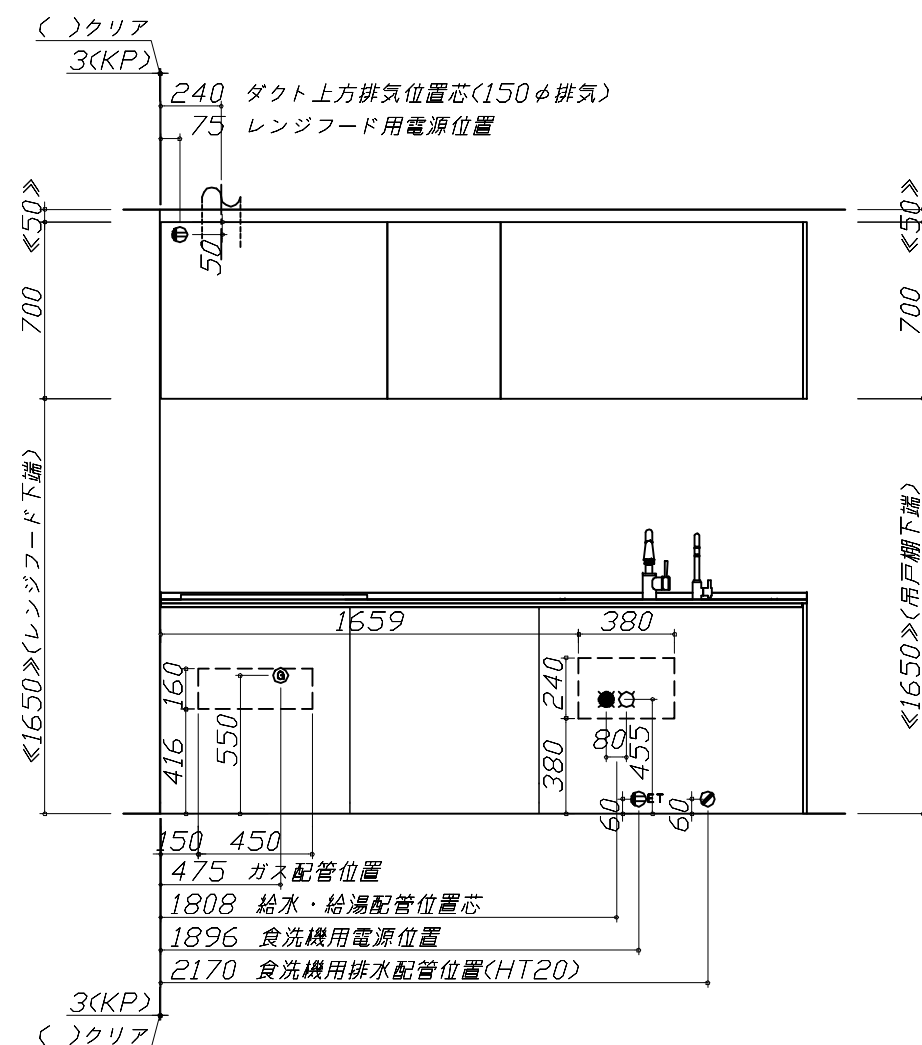 ( )クリア
3(KP)
240 ダクト上方排気位置芯(150φ排気)
75 レンジフード用電源位置
≪50≫
≪50≫
50
700
700
≪1650≫(レンジフード下端)
≪1650≫(吊戸棚下端)
1659
380
160
416
550
G
240
380
80
455
60
ET
60
150
450
475 ガス配管位置
1808 給水・給湯配管位置芯
1896 食洗機用電源位置
2170 食洗機用排水配管位置(HT20)
3(KP)
( )クリア